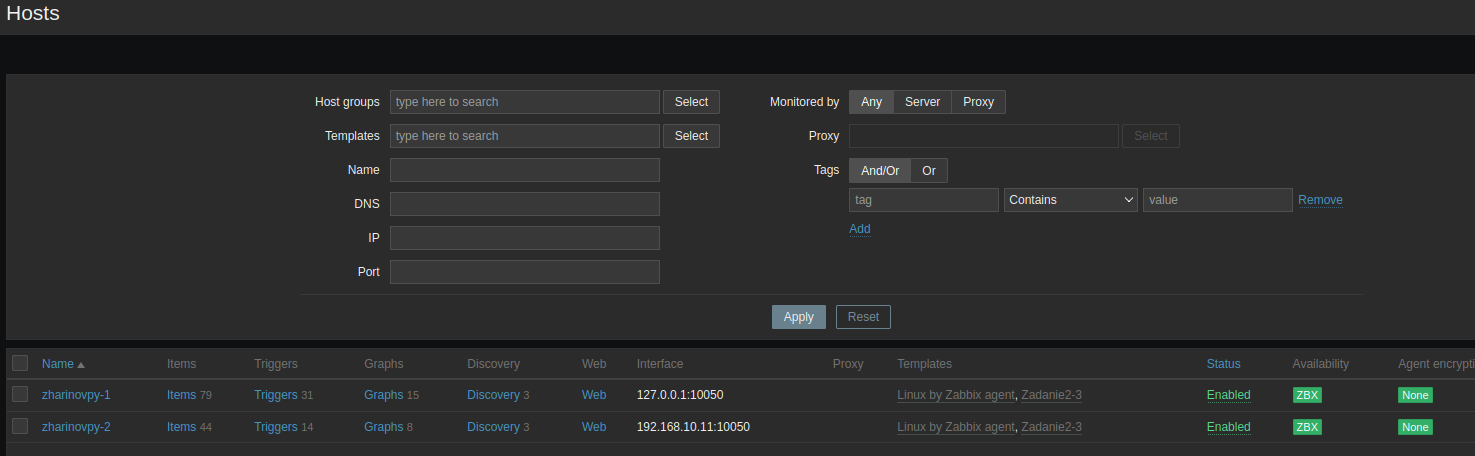 Hosts
Host groups type here to search Select Monitored by Any Server Proxy
Templates type here to search Select Proxy Select
Name Tags And/Or Or
DNS tag Contains value Remove
IP Add
Port
Apply Reset
Name Items Triggers Graphs Discovery Web Interface Proxy Templates Status Availability Agent encrypti
zharinovpy-1 Items 79 Triggers 31 Graphs 15 Discovery 3 Web 127.0.0.1:10050 Linux by Zabbix agent, Zadanie2-3 Enabled ZBX None
zharinovpy-2 Items 44 Triggers 14 Graphs 8 Discovery 3 Web 192.168.10.11:10050 Linux by Zabbix agent, Zadanie2-3 Enabled ZBX None